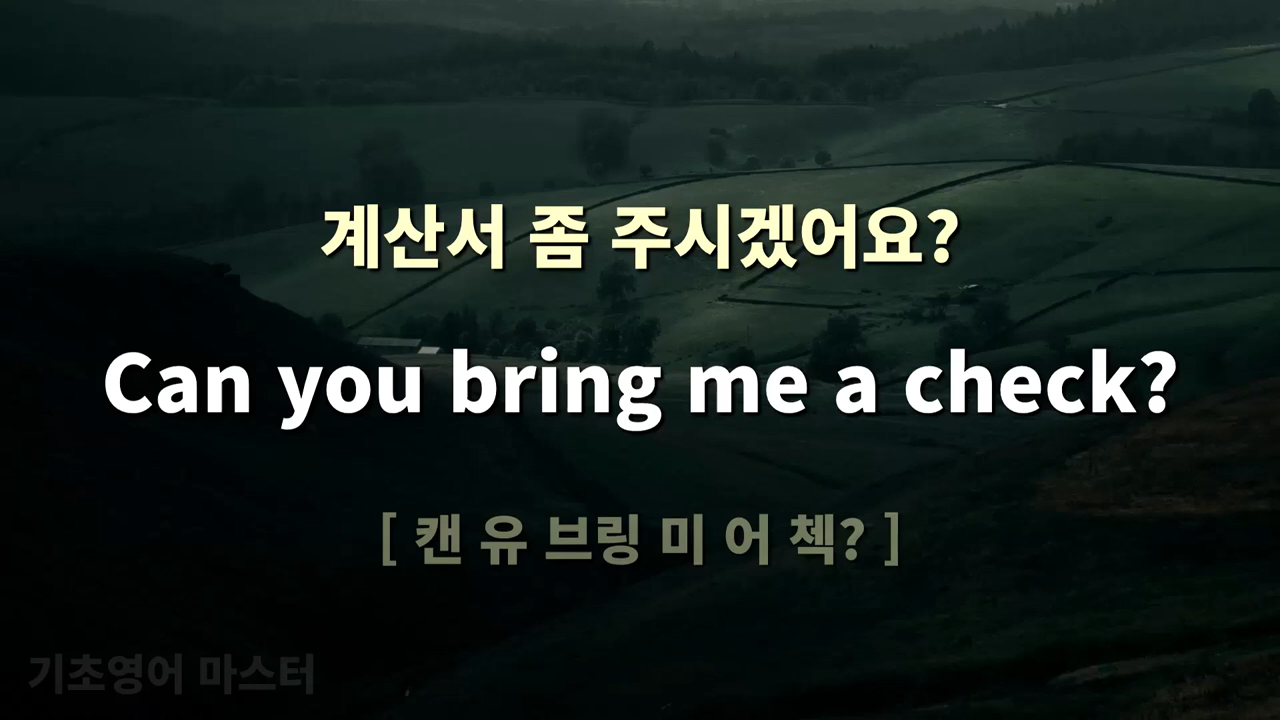 계산서 좀 주시겠어요?
Can you bring me a check?
[ 캔 유 브링 미 어 첵? ]
기초영어 마스터